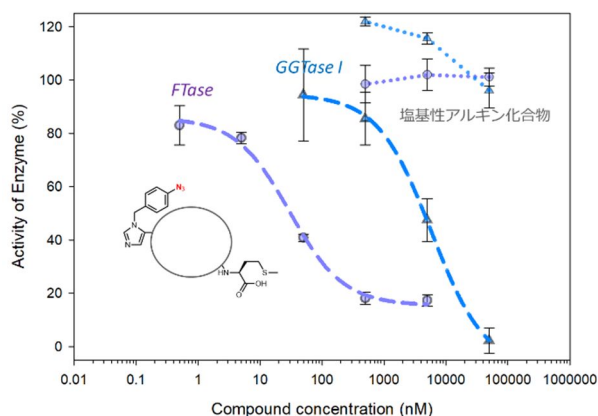 120
100
80
60
40
20
0
Activity of Enzyme (%)
FTase
GGTase I
塩基性アルキン化合物
N3
N
N
HN
S
O
OH
0.01
0.1
1
10
100
1000
10000
100000
1000000
Compound concentration (nM)